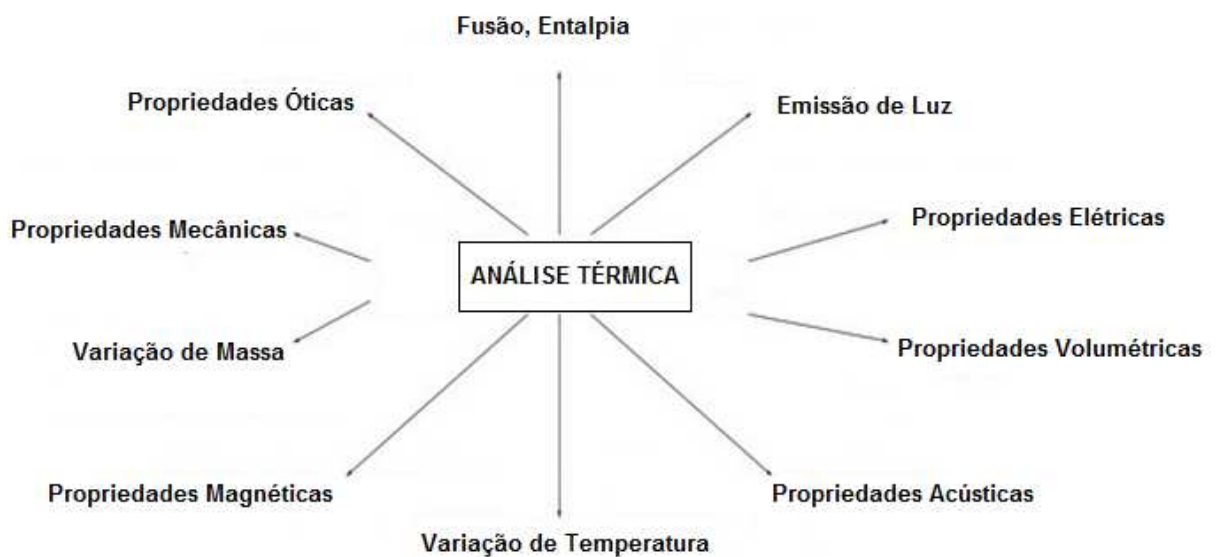 Fusão, Entalpia
Propriedades Óticas
Emissão de Luz
Propriedades Mecânicas
Propriedades Elétricas
ANÁLISE TÉRMICA
Variação de Massa
Propriedades Volumétricas
Propriedades Magnéticas
Propriedades Acústicas
Variação de Temperatura